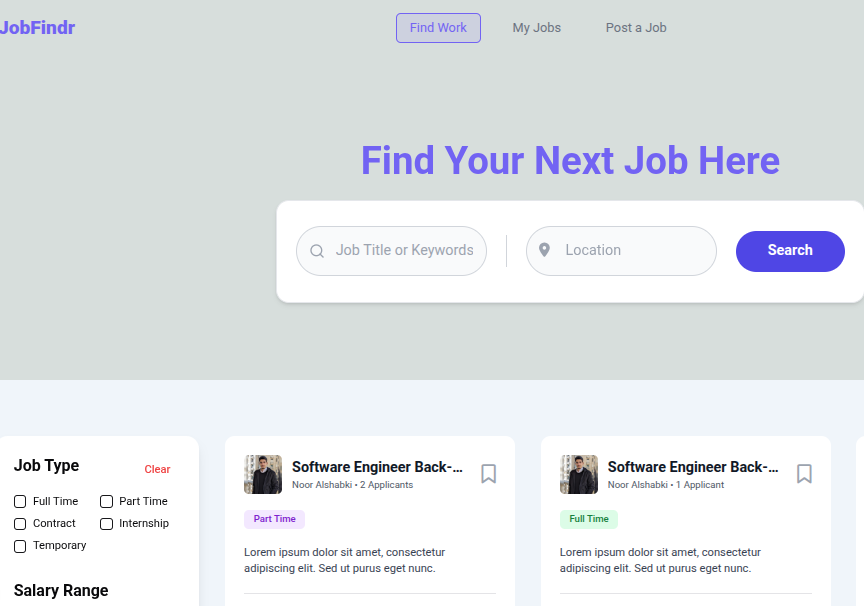 JobFindr
Find Work
My Jobs
Post a Job
Find Your Next Job Here
Job Title or Keywords
Location
Search
Job Type
Clear
Full Time
Part Time
Contract
Internship
Temporary
Salary Range
Software Engineer Back-...
Noor Alshabki • 2 Applicants
Part Time
Lorem ipsum dolor sit amet, consectetur
adipiscing elit. Sed ut purus eget nunc.
Software Engineer Back-...
Noor Alshabki • 1 Applicant
Full Time
Lorem ipsum dolor sit amet, consectetur
adipiscing elit. Sed ut purus eget nunc.